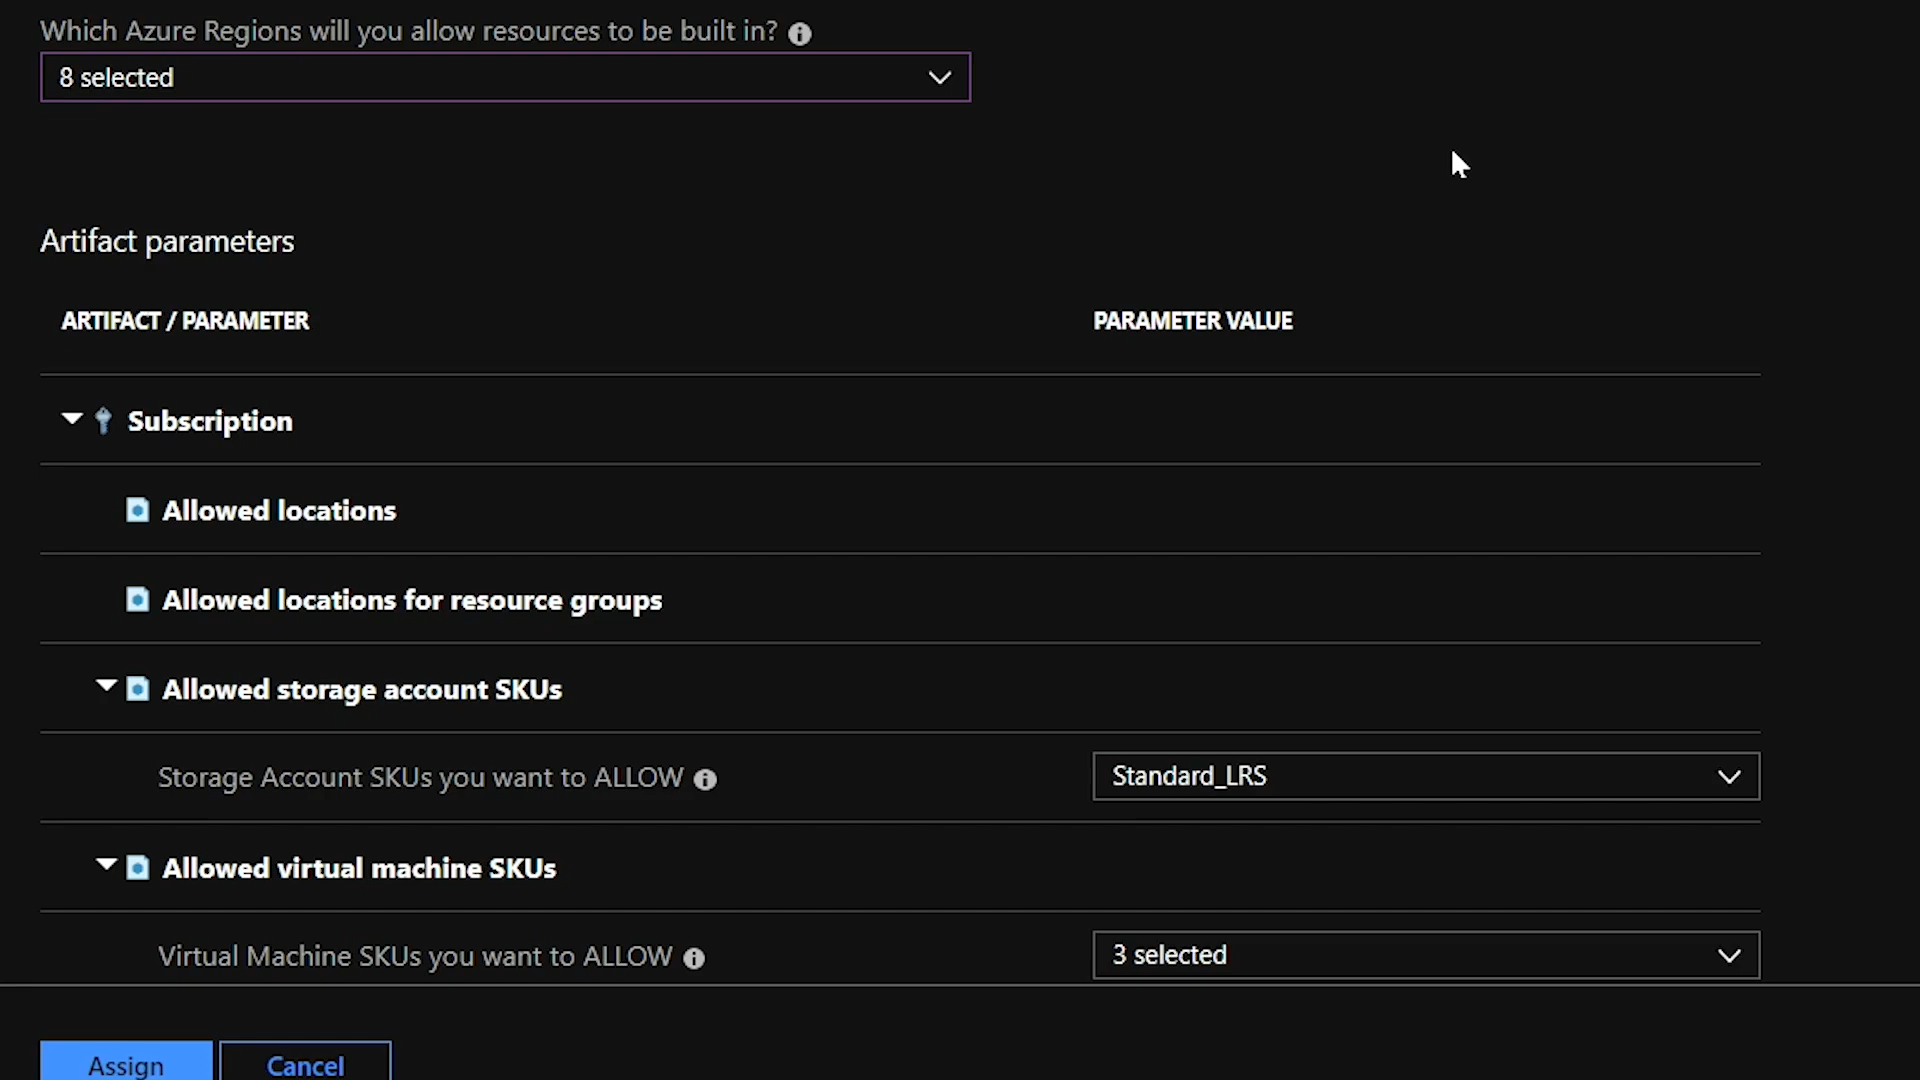 Which Azure Regions will you allow resources to be built in?
8 selected
Artifact parameters
ARTIFACT / PARAMETER
PARAMETER VALUE
Subscription
Allowed locations
Allowed locations for resource groups
Allowed storage account SKUs
Storage Account SKUs you want to ALLOW
Standard_LRS
Allowed virtual machine SKUs
Virtual Machine SKUs you want to ALLOW
3 selected
Assign
Cancel